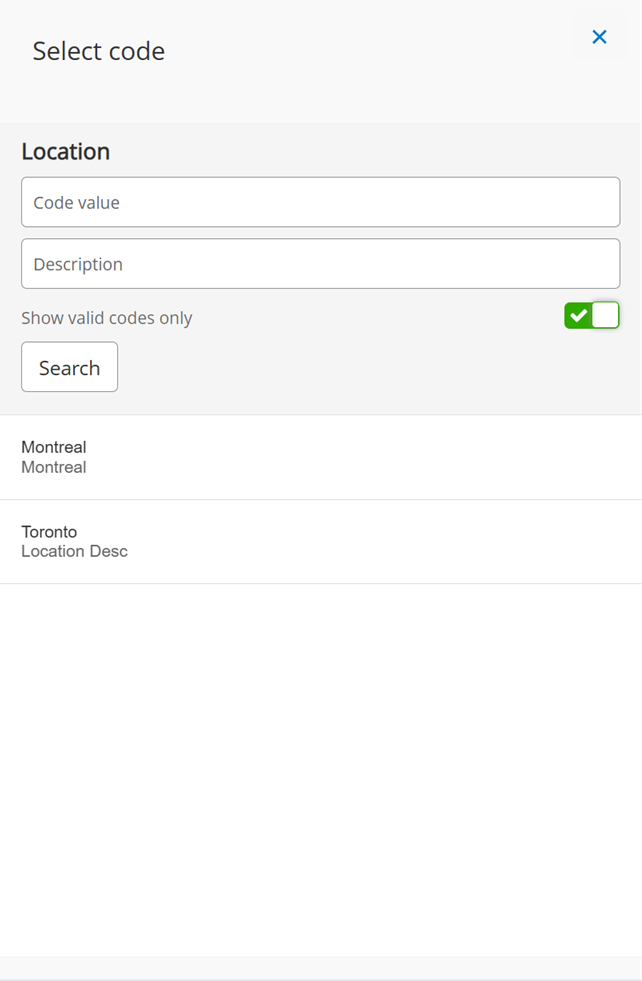 Select code
Location
Code value
Description
Show valid codes only
Search
Montreal
Montreal
Toronto
Location Desc